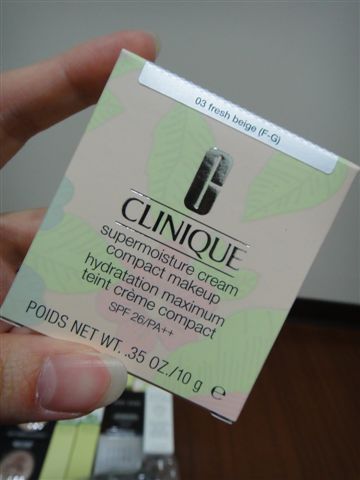 03 fresh beige (F-G)
C
CLINIQUE
supermoisture cream
compact makeup
hydratation maximum
teint crème compact
SPF 26/PA++
POIDS NET WT. .35 OZ./10 g ℮